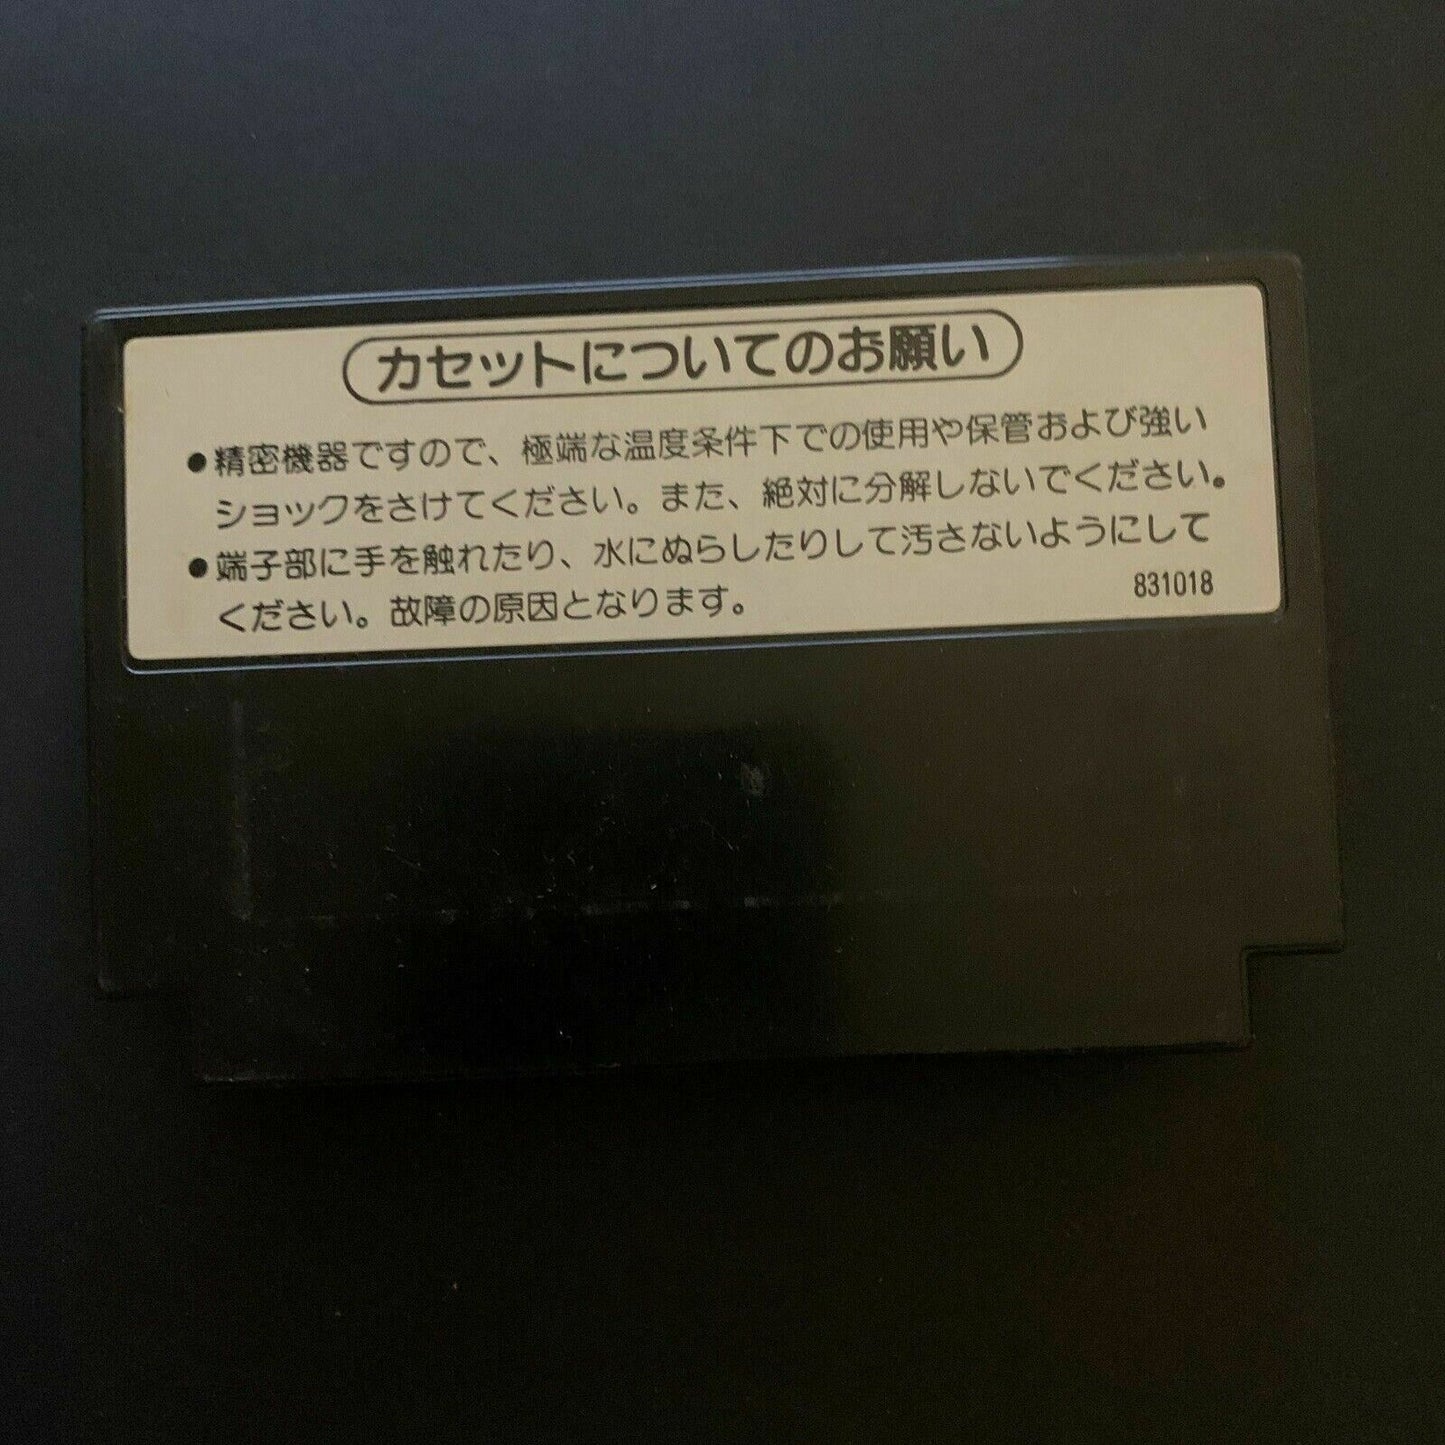 カセットについてのお願い
●精密機器ですので、極端な温度条件下での使用や保管および強い
ショックをさけてください。また、絶対に分解しないでください。
●端子部に手を触れたり、水にぬらしたりして汚さないようにして
ください。故障の原因となります。
831018